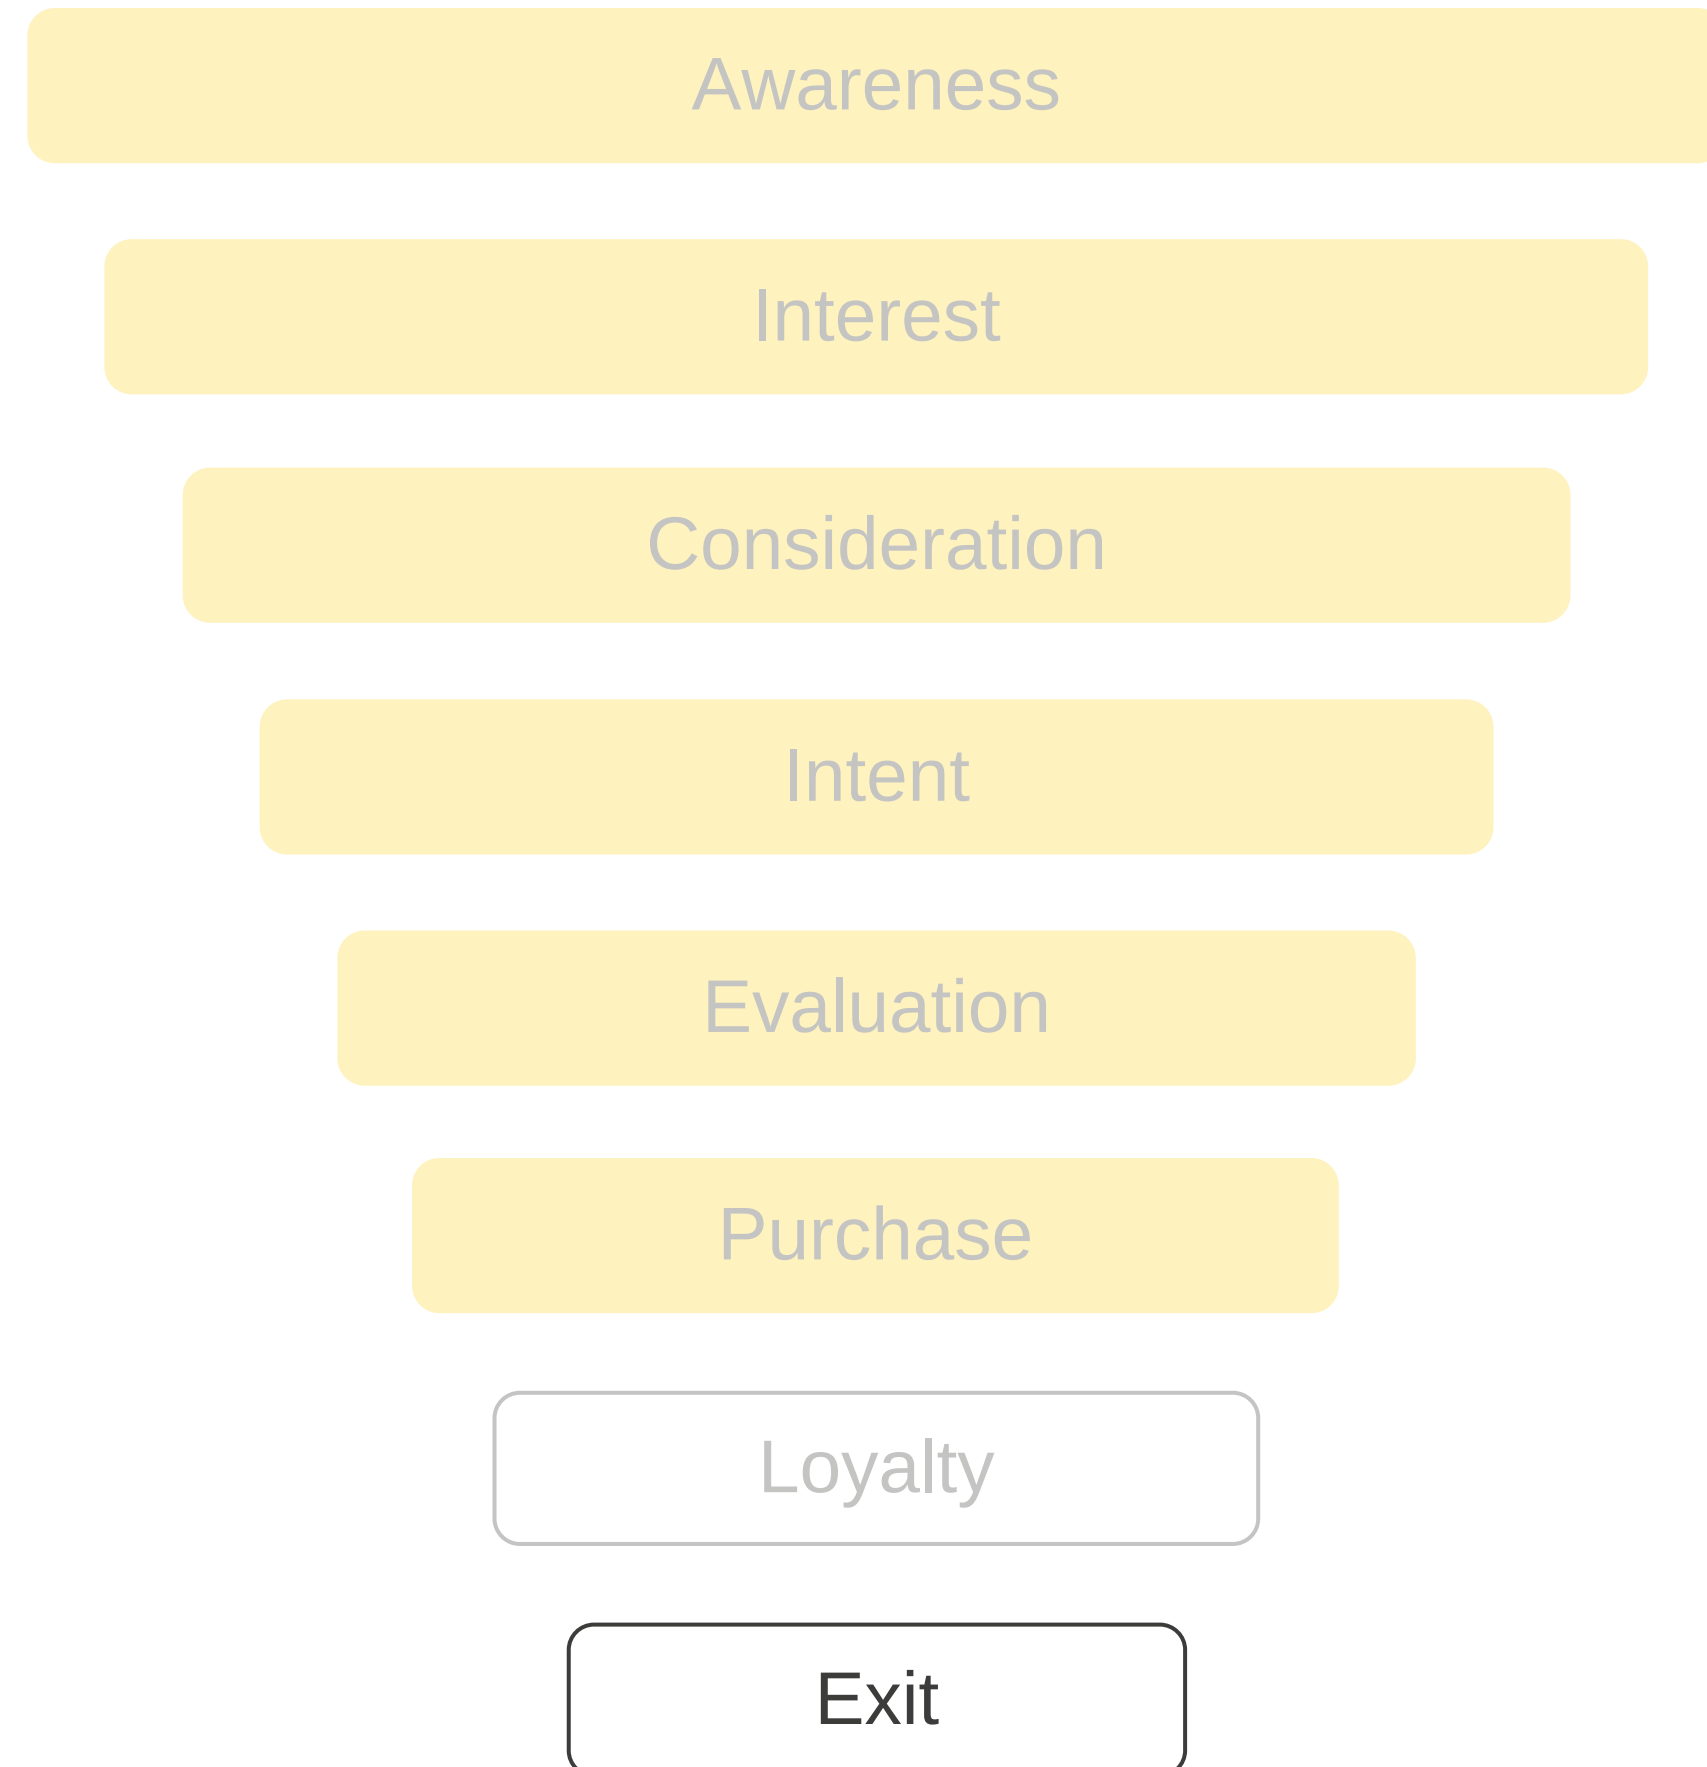 Awareness
Interest
Consideration
Intent
Evaluation
Purchase
Loyalty
Exit